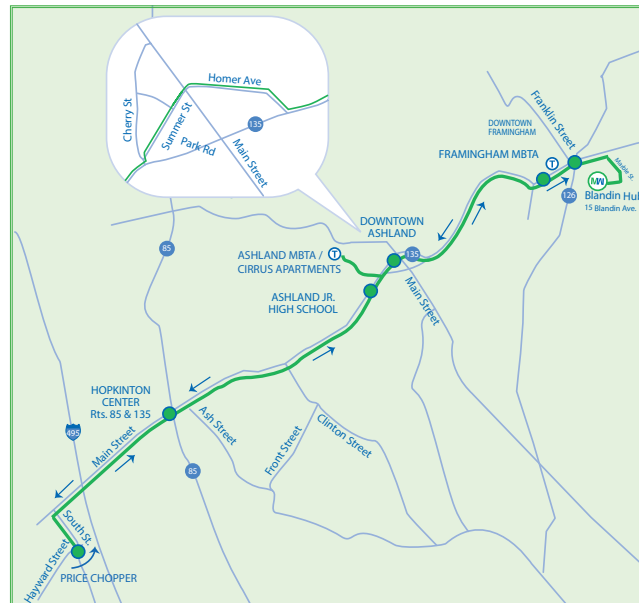 Homer Ave
Cherry St
Summer St
135
Park Rd
Main Street
Franklin Street
DOWNTOWN
FRAMINGHAM
FRAMINGHAM MBTA
T
Marble St.
Blandin Hub
15 Blandin Ave.
126
DOWNTOWN
ASHLAND
85
ASHLAND MBTA /
CIRRUS APARTMENTS
T
135
Main Street
ASHLAND JR.
HIGH SCHOOL
HOPKINTON
CENTER
Rts. 85 & 135
Ash Street
Front Street
Clinton Street
495
Main Street
85
South St.
Hayward Street
PRICE CHOPPER